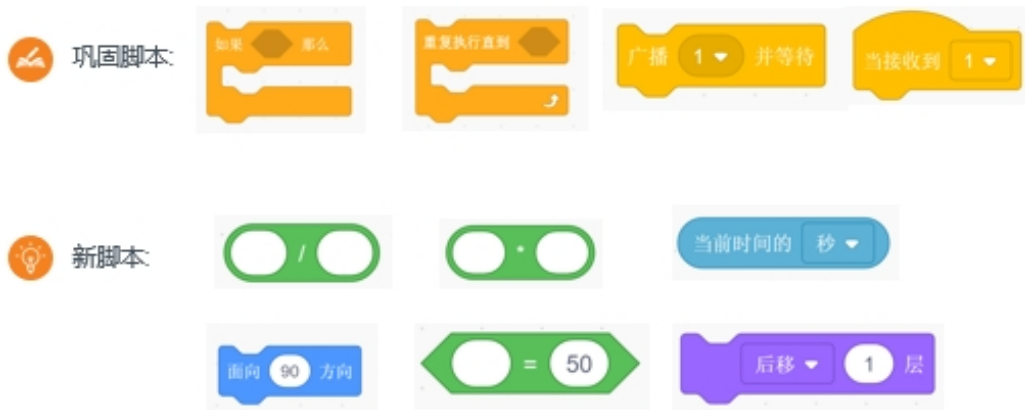 巩固脚本:
如果 那么
重复执行直到
广播 1 并等待
当接收到 1
新脚本:
/
*
当前时间的 秒
面向 90 方向
= 50
后移 1 层